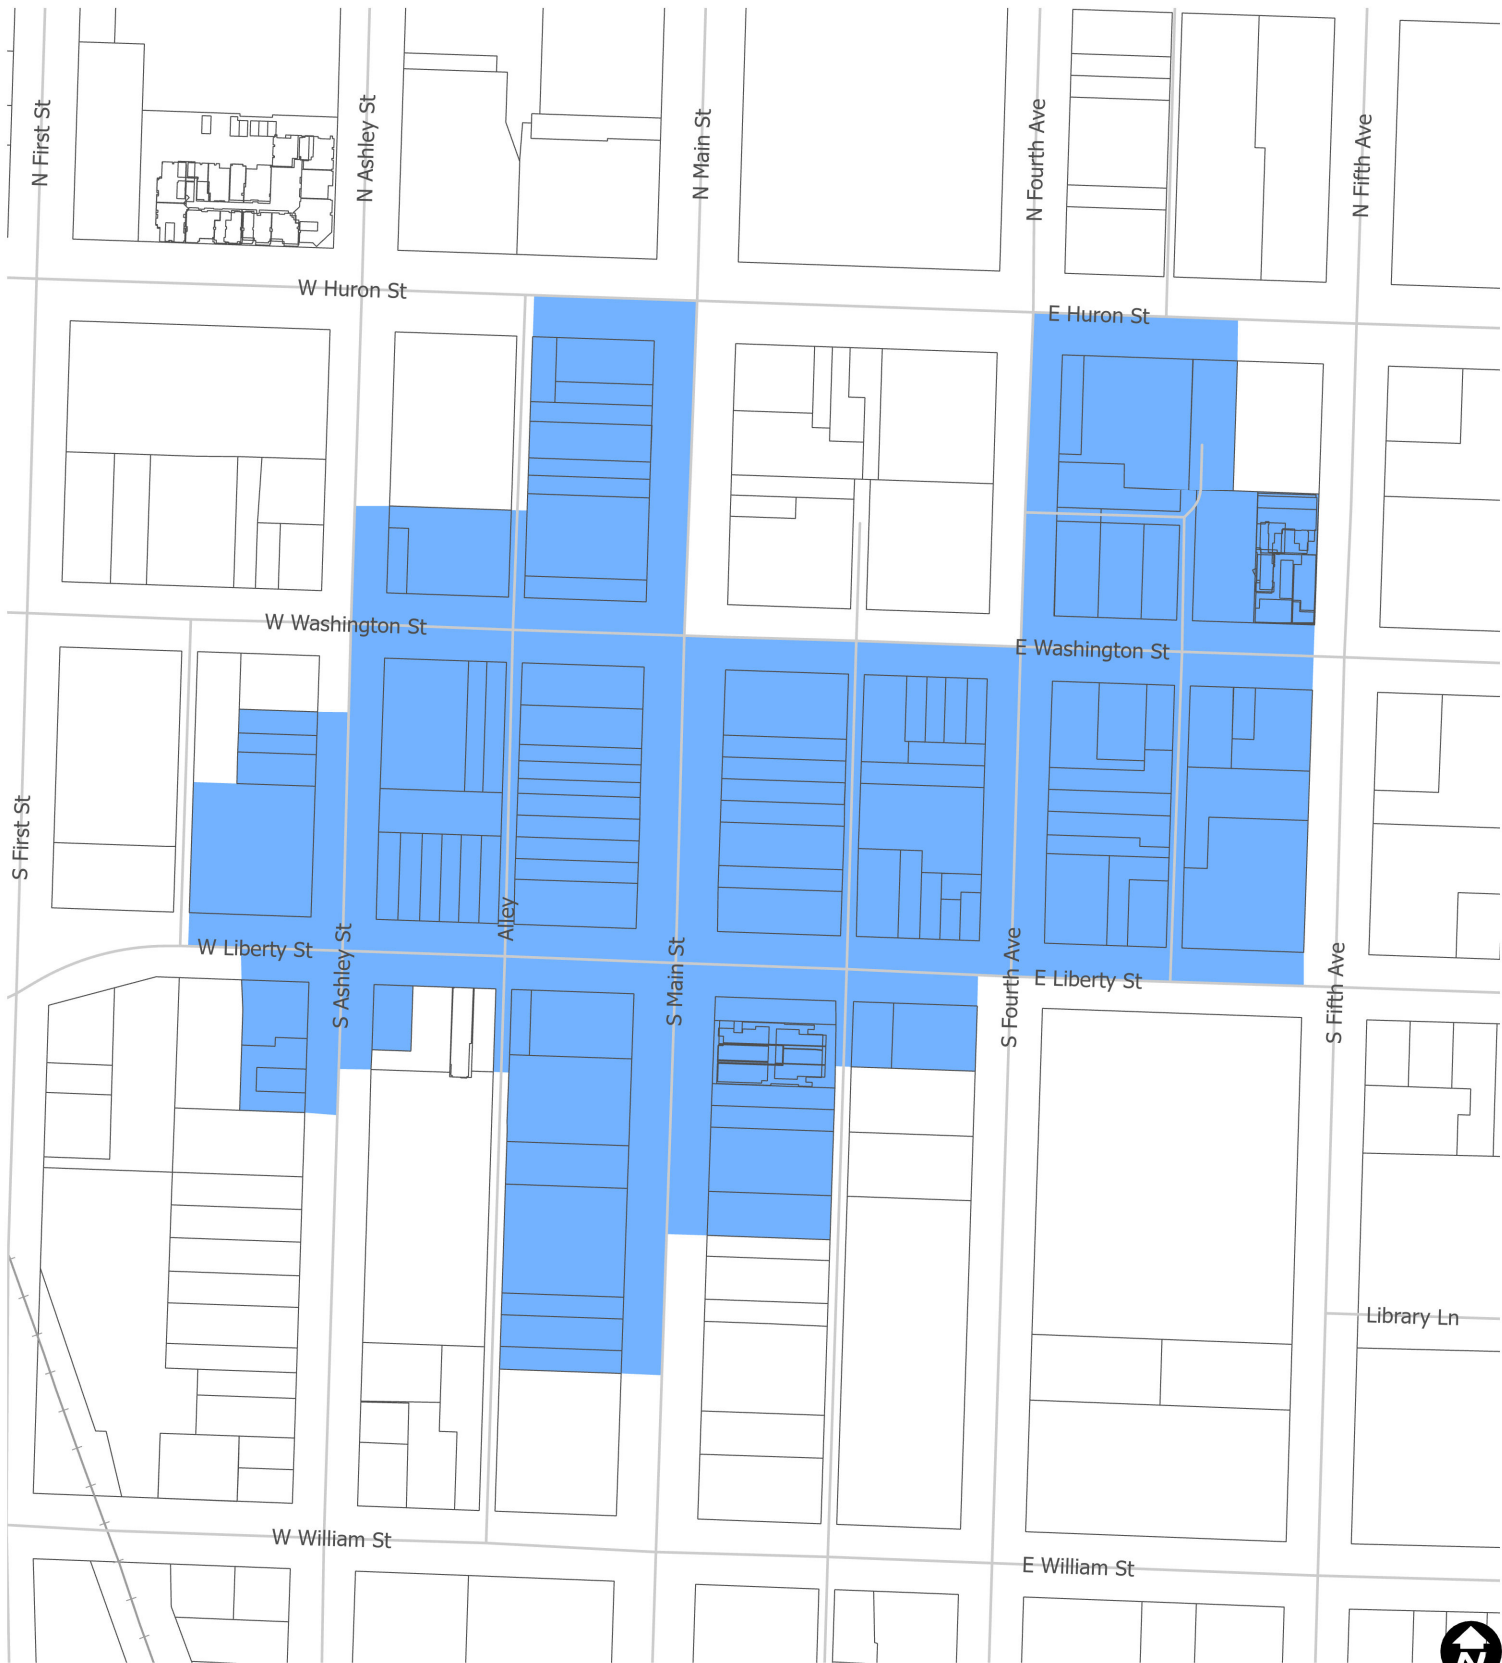 N First St
N Ashley St
N Main St
N Fourth Ave
N Fifth Ave
W Huron St
E Huron St
W Washington St
E Washington St
S First St
Alley
W Liberty St
S Ashley St
S Main St
S Fourth Ave
E Liberty St
S Fifth Ave
Library Ln
W William St
E William St
N